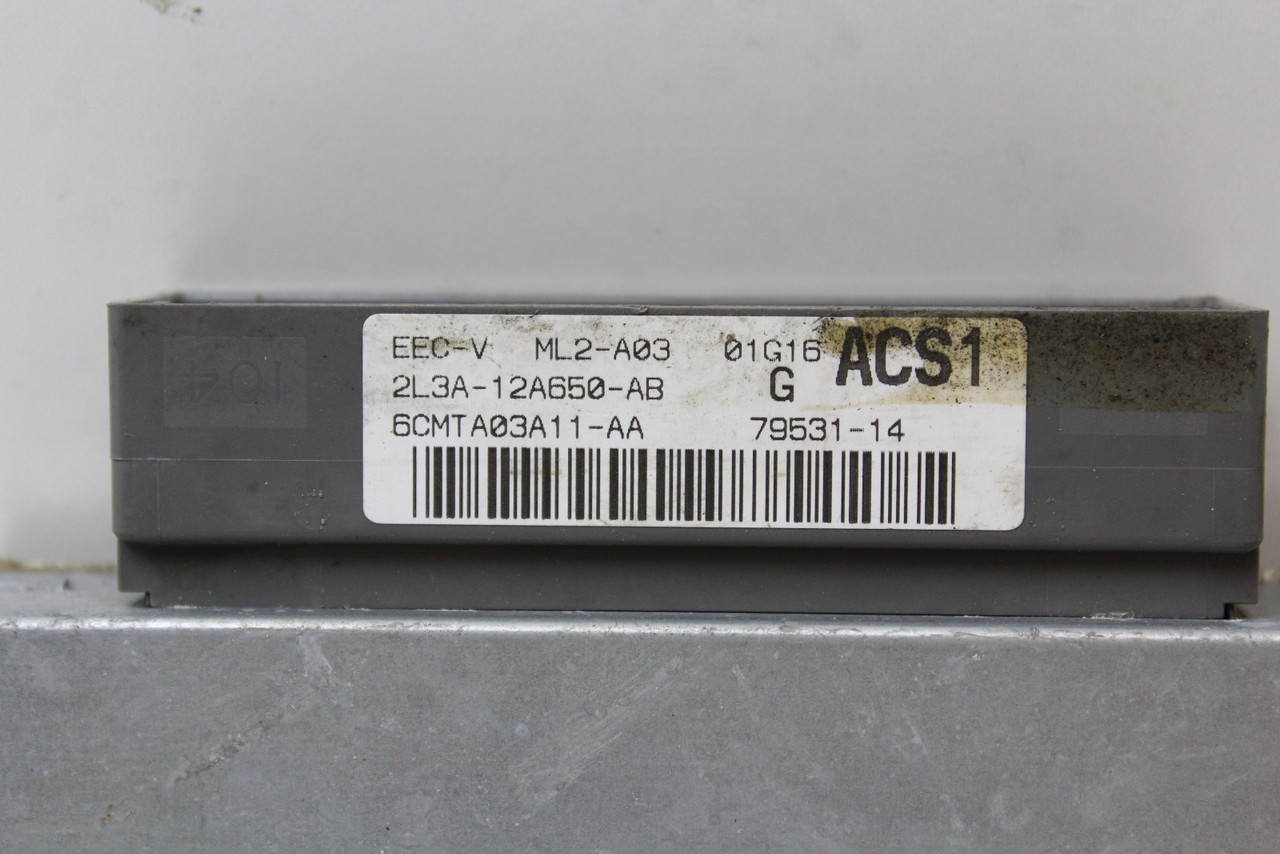 EEC-V ML2-A03 01G16 ACS1
2L3A-12A650-AB G
6CMTA03A11-AA 79531-14